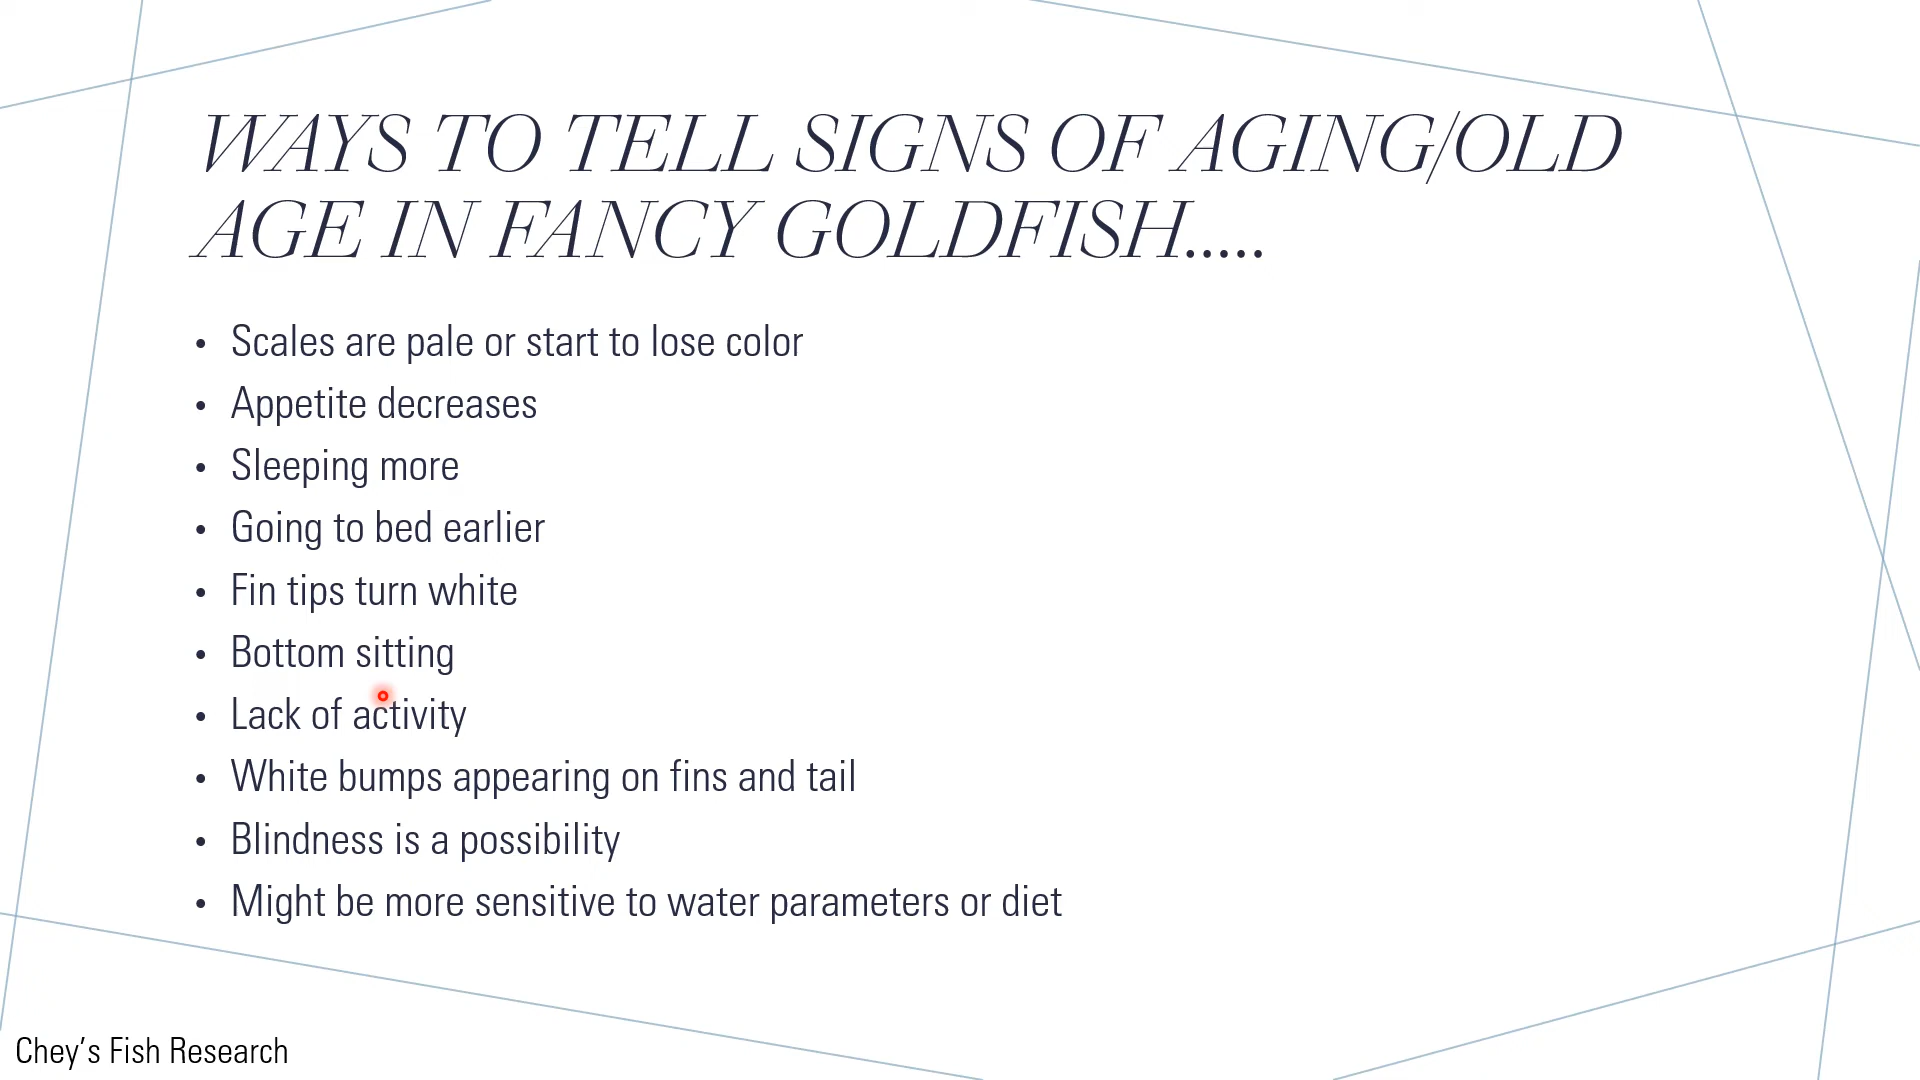 WAYS TO TELL SIGNS OF AGING/OLD
AGE IN FANCY GOLDFISH.....
• Scales are pale or start to lose color
• Appetite decreases
• Sleeping more
• Going to bed earlier
• Fin tips turn white
• Bottom sitting
• Lack of activity
• White bumps appearing on fins and tail
• Blindness is a possibility
• Might be more sensitive to water parameters or diet
Chey’s Fish Research